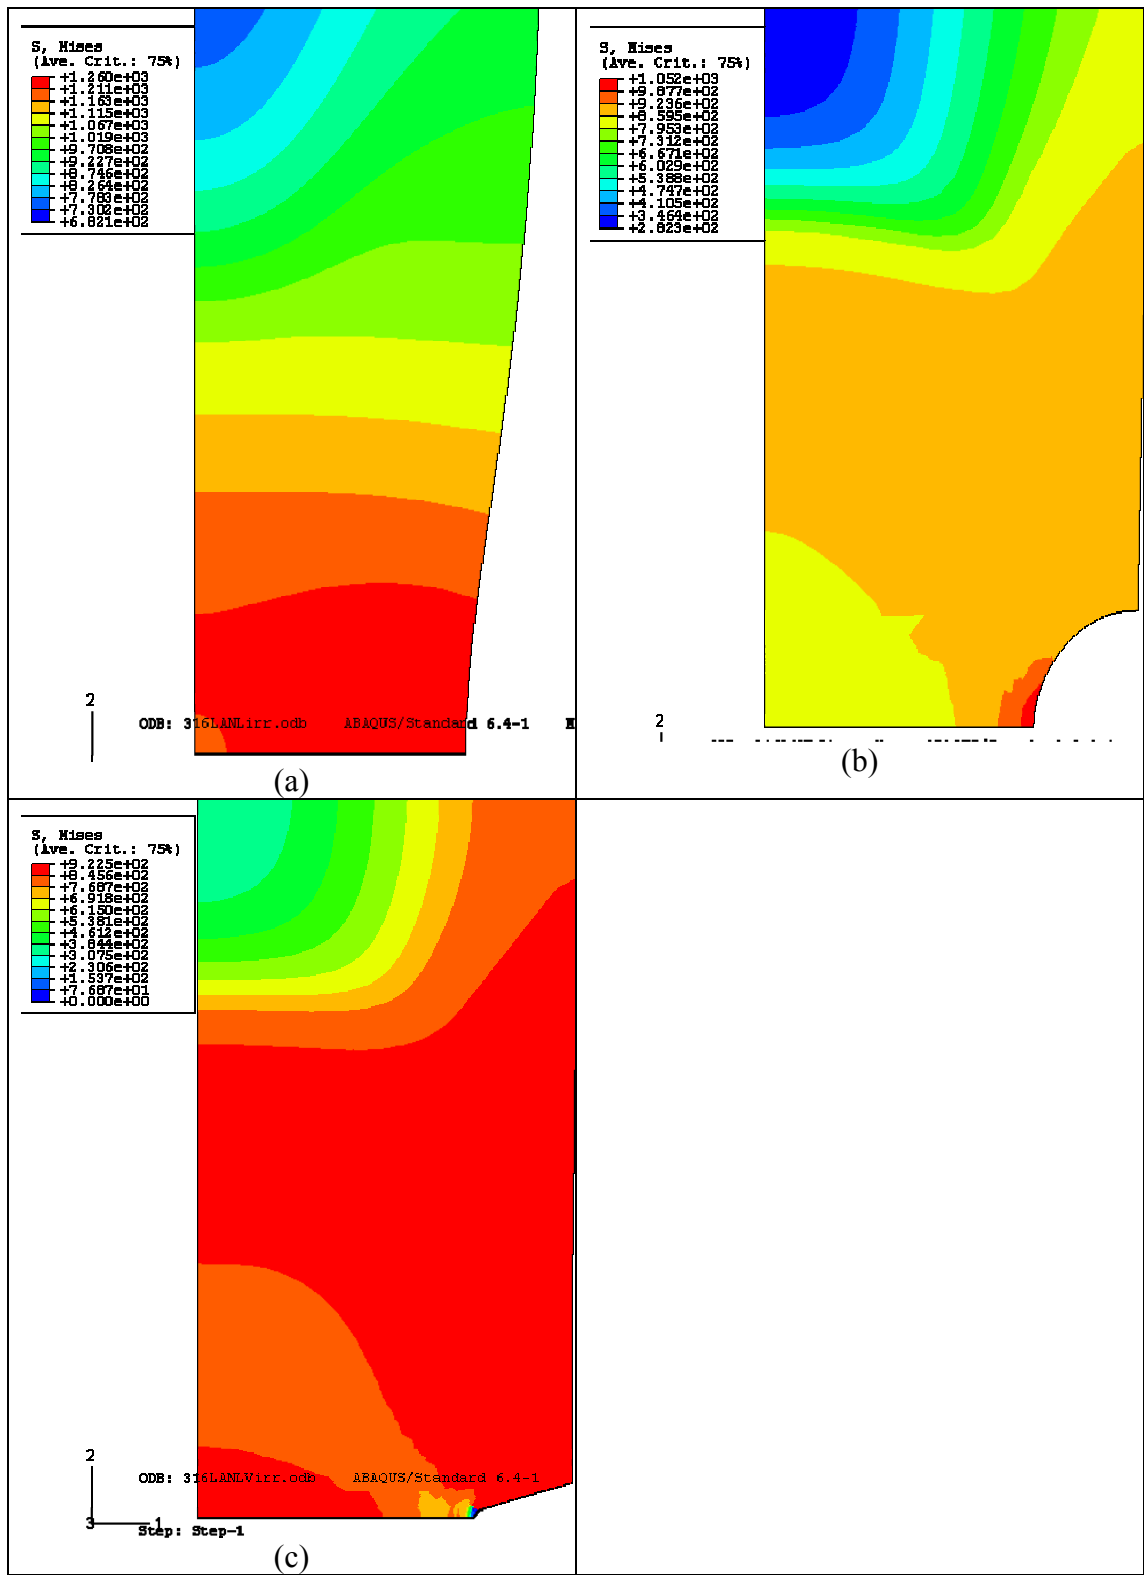 S, Mises
(Ave. Crit.: 75%)
+1.260e+03
+1.211e+03
+1.163e+03
+1.115e+03
+1.067e+03
+1.019e+03
+9.708e+02
+9.227e+02
+8.746e+02
+8.264e+02
+7.783e+02
+7.302e+02
+6.821e+02
2
ODB: 316LANLirr.odb ABAQUS/Standard 6.4-1
(a)
S, Mises
(Ave. Crit.: 75%)
+1.052e+03
+9.877e+02
+9.236e+02
+8.595e+02
+7.953e+02
+7.312e+02
+6.671e+02
+6.029e+02
+5.388e+02
+4.747e+02
+4.105e+02
+3.464e+02
+2.823e+02
2
(b)
S, Mises
(Ave. Crit.: 75%)
+9.225e+02
+8.456e+02
+7.687e+02
+6.918e+02
+6.150e+02
+5.381e+02
+4.612e+02
+3.844e+02
+3.075e+02
+2.306e+02
+1.537e+02
+7.687e+01
+0.000e+00
2
ODB: 316LANLVirr.odb ABAQUS/Standard 6.4-1
3 1
Step: Step-1
(c)